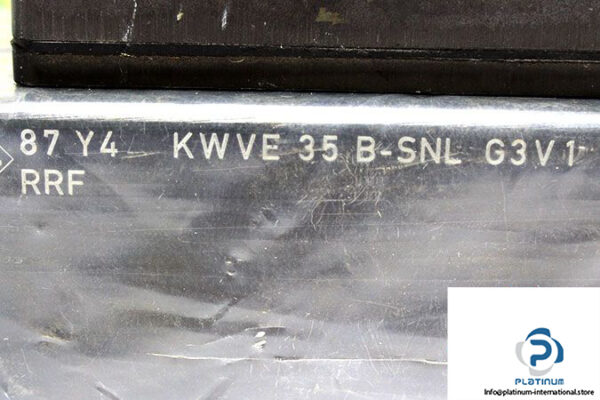 87 Y4 KWVE 35 B-SNL G3V1
RRF
PLATINUM
Info@platinum-international.store